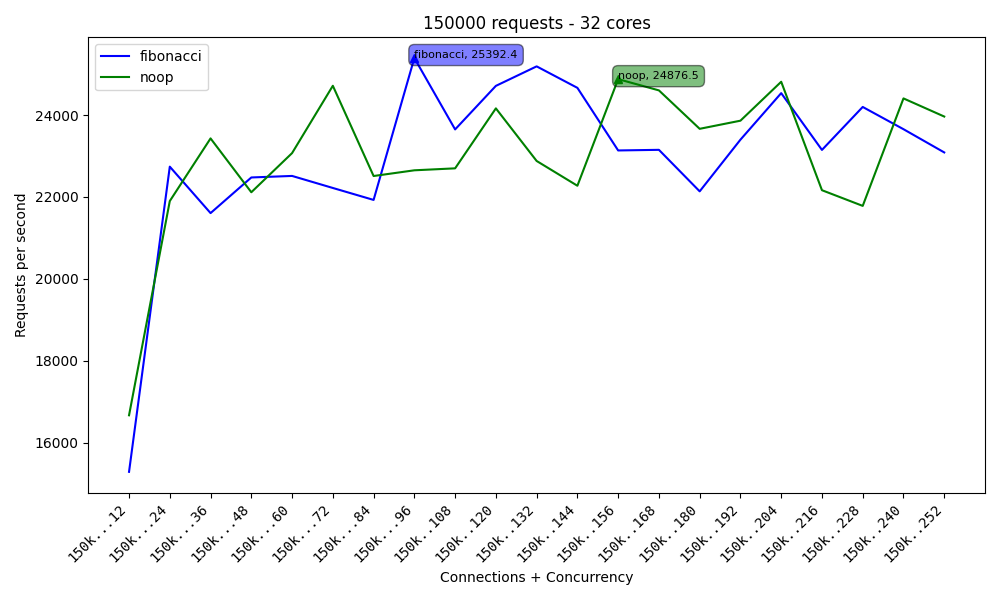 150000 requests - 32 cores
fibonacci
noop
fibonacci, 25392.4
noop, 24876.5
Requests per second
24000
22000
20000
18000
16000
150k..12
150k..24
150k..36
150k..48
150k..60
150k..72
150k..84
150k..96
150k..108
150k..120
150k..132
150k..144
150k..156
150k..168
150k..180
150k..192
150k..204
150k..216
150k..228
150k..240
150k..252
Connections + Concurrency